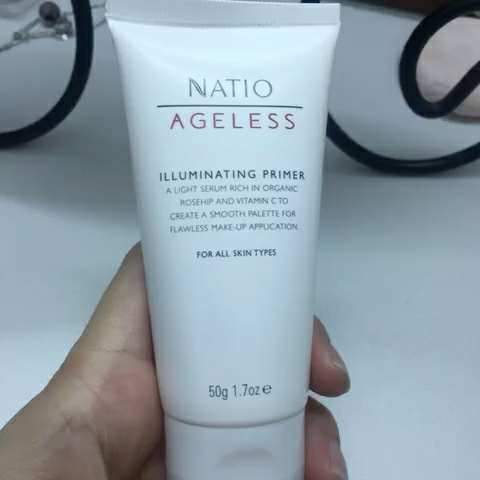 NATIO
AGELESS
ILLUMINATING PRIMER
A LIGHT SERUM RICH IN ORGANIC
ROSEHIP AND VITAMIN C TO
CREATE A SMOOTH PALETTE FOR
FLAWLESS MAKE-UP APPLICATION.
FOR ALL SKIN TYPES
50g 1.7oz ℮